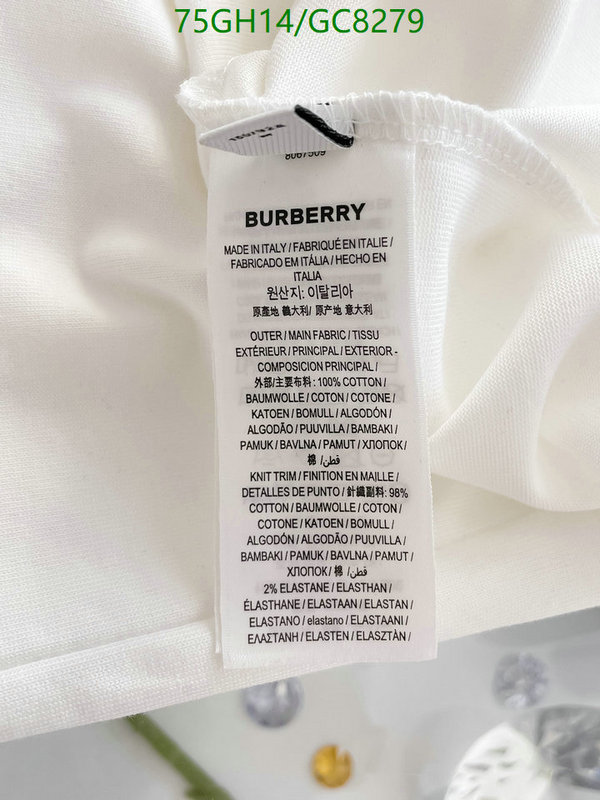 75GH14/GC8279
8067509
BURBERRY
MADE IN ITALY / FABRIQUÉ EN ITALIE /
FABRICADO EM ITÁLIA / HECHO EN
ITALIA
원산지: 이탈리아
原產地 義大利/ 原产地 意大利
OUTER / MAIN FABRIC / TISSU
EXTÉRIEUR / PRINCIPAL / EXTERIOR -
COMPOSICION PRINCIPAL /
外部/主要布料: 100% COTTON /
BAUMWOLLE / COTON / COTONE /
KATOEN / BOMULL / ALGODÓN /
ALGODÃO / PUUVILLA / BAMBAKI /
PAMUK / BAVLNA / PAMUT / ХЛОПОК /
棉 / قطن/
KNIT TRIM / FINITION EN MAILLE /
DETALLES DE PUNTO / 針織副料: 98%
COTTON / BAUMWOLLE / COTON /
COTONE / KATOEN / BOMULL /
ALGODÓN / ALGODÃO / PUUVILLA /
BAMBAKI / PAMUK / BAVLNA / PAMUT /
ХЛОПОК / 棉 / قطن/
2% ELASTANE / ELASTHAN /
ÉLASTHANE / ELASTAAN / ELASTAN /
ELASTANO / elastano / ELASTAANI /
ΕΛΑΣΤΑΝΗ / ELASTEN / ELASZTÁN /